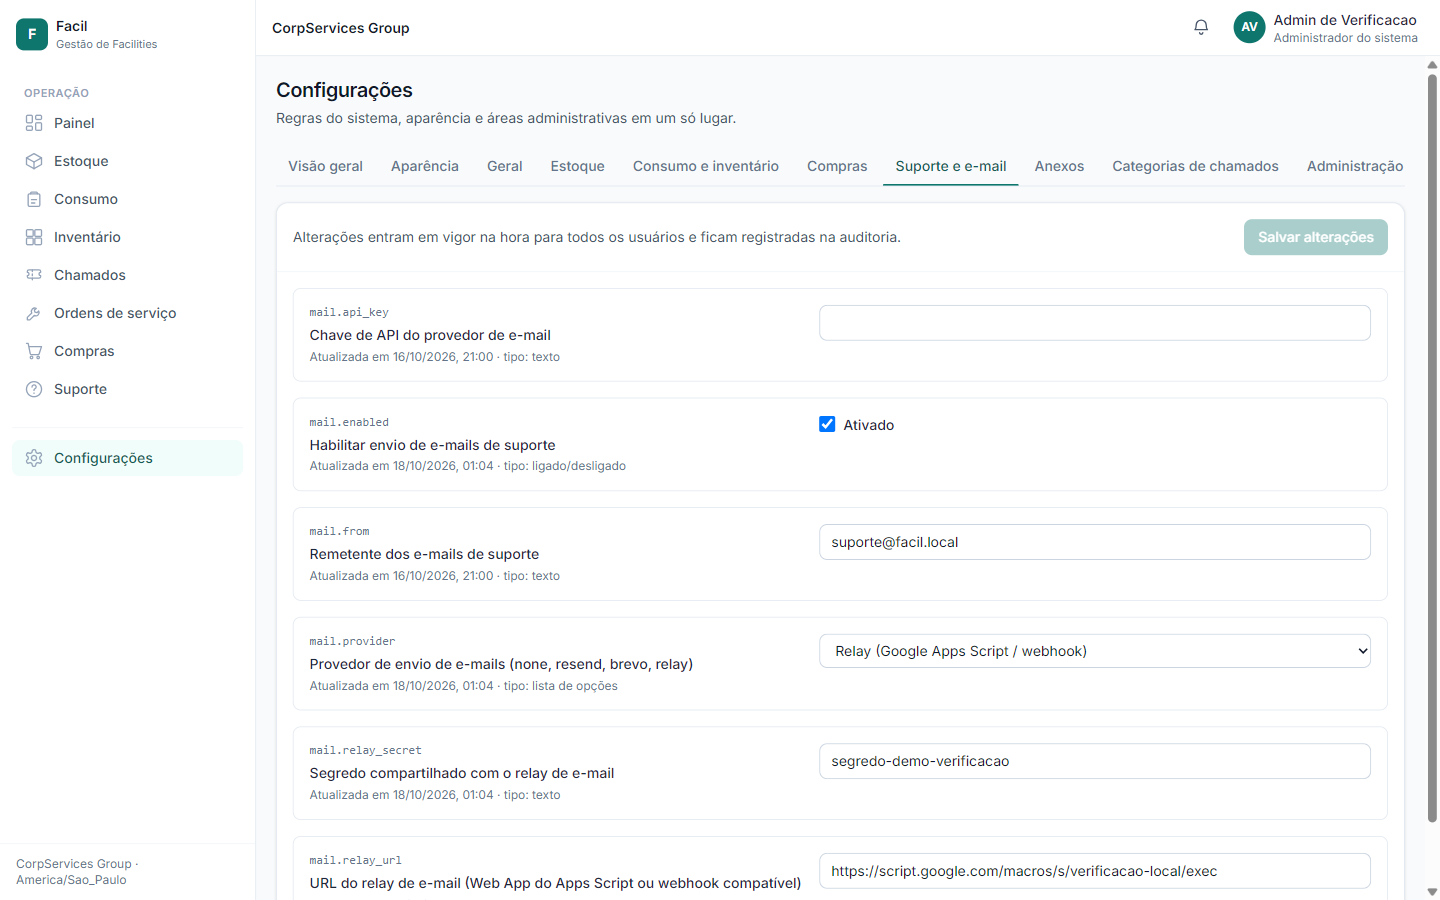 F
Facil
Gestão de Facilities
OPERAÇÃO
Painel
Estoque
Consumo
Inventário
Chamados
Ordens de serviço
Compras
Suporte
Configurações
CorpServices Group ·
America/Sao_Paulo
CorpServices Group
AV
Admin de Verificacao
Administrador do sistema
Configurações
Regras do sistema, aparência e áreas administrativas em um só lugar.
Visão geral Aparência Geral Estoque Consumo e inventário Compras Suporte e e-mail Anexos Categorias de chamados Administração
Alterações entram em vigor na hora para todos os usuários e ficam registradas na auditoria.
Salvar alterações
mail.api_key
Chave de API do provedor de e-mail
Atualizada em 16/10/2026, 21:00 · tipo: texto
mail.enabled
Habilitar envio de e-mails de suporte
Atualizada em 18/10/2026, 01:04 · tipo: ligado/desligado
Ativado
mail.from
Remetente dos e-mails de suporte
Atualizada em 16/10/2026, 21:00 · tipo: texto
suporte@facil.local
mail.provider
Provedor de envio de e-mails (none, resend, brevo, relay)
Atualizada em 18/10/2026, 01:04 · tipo: lista de opções
Relay (Google Apps Script / webhook)
mail.relay_secret
Segredo compartilhado com o relay de e-mail
Atualizada em 18/10/2026, 01:04 · tipo: texto
segredo-demo-verificacao
mail.relay_url
URL do relay de e-mail (Web App do Apps Script ou webhook compatível)
https://script.google.com/macros/s/verificacao-local/exec